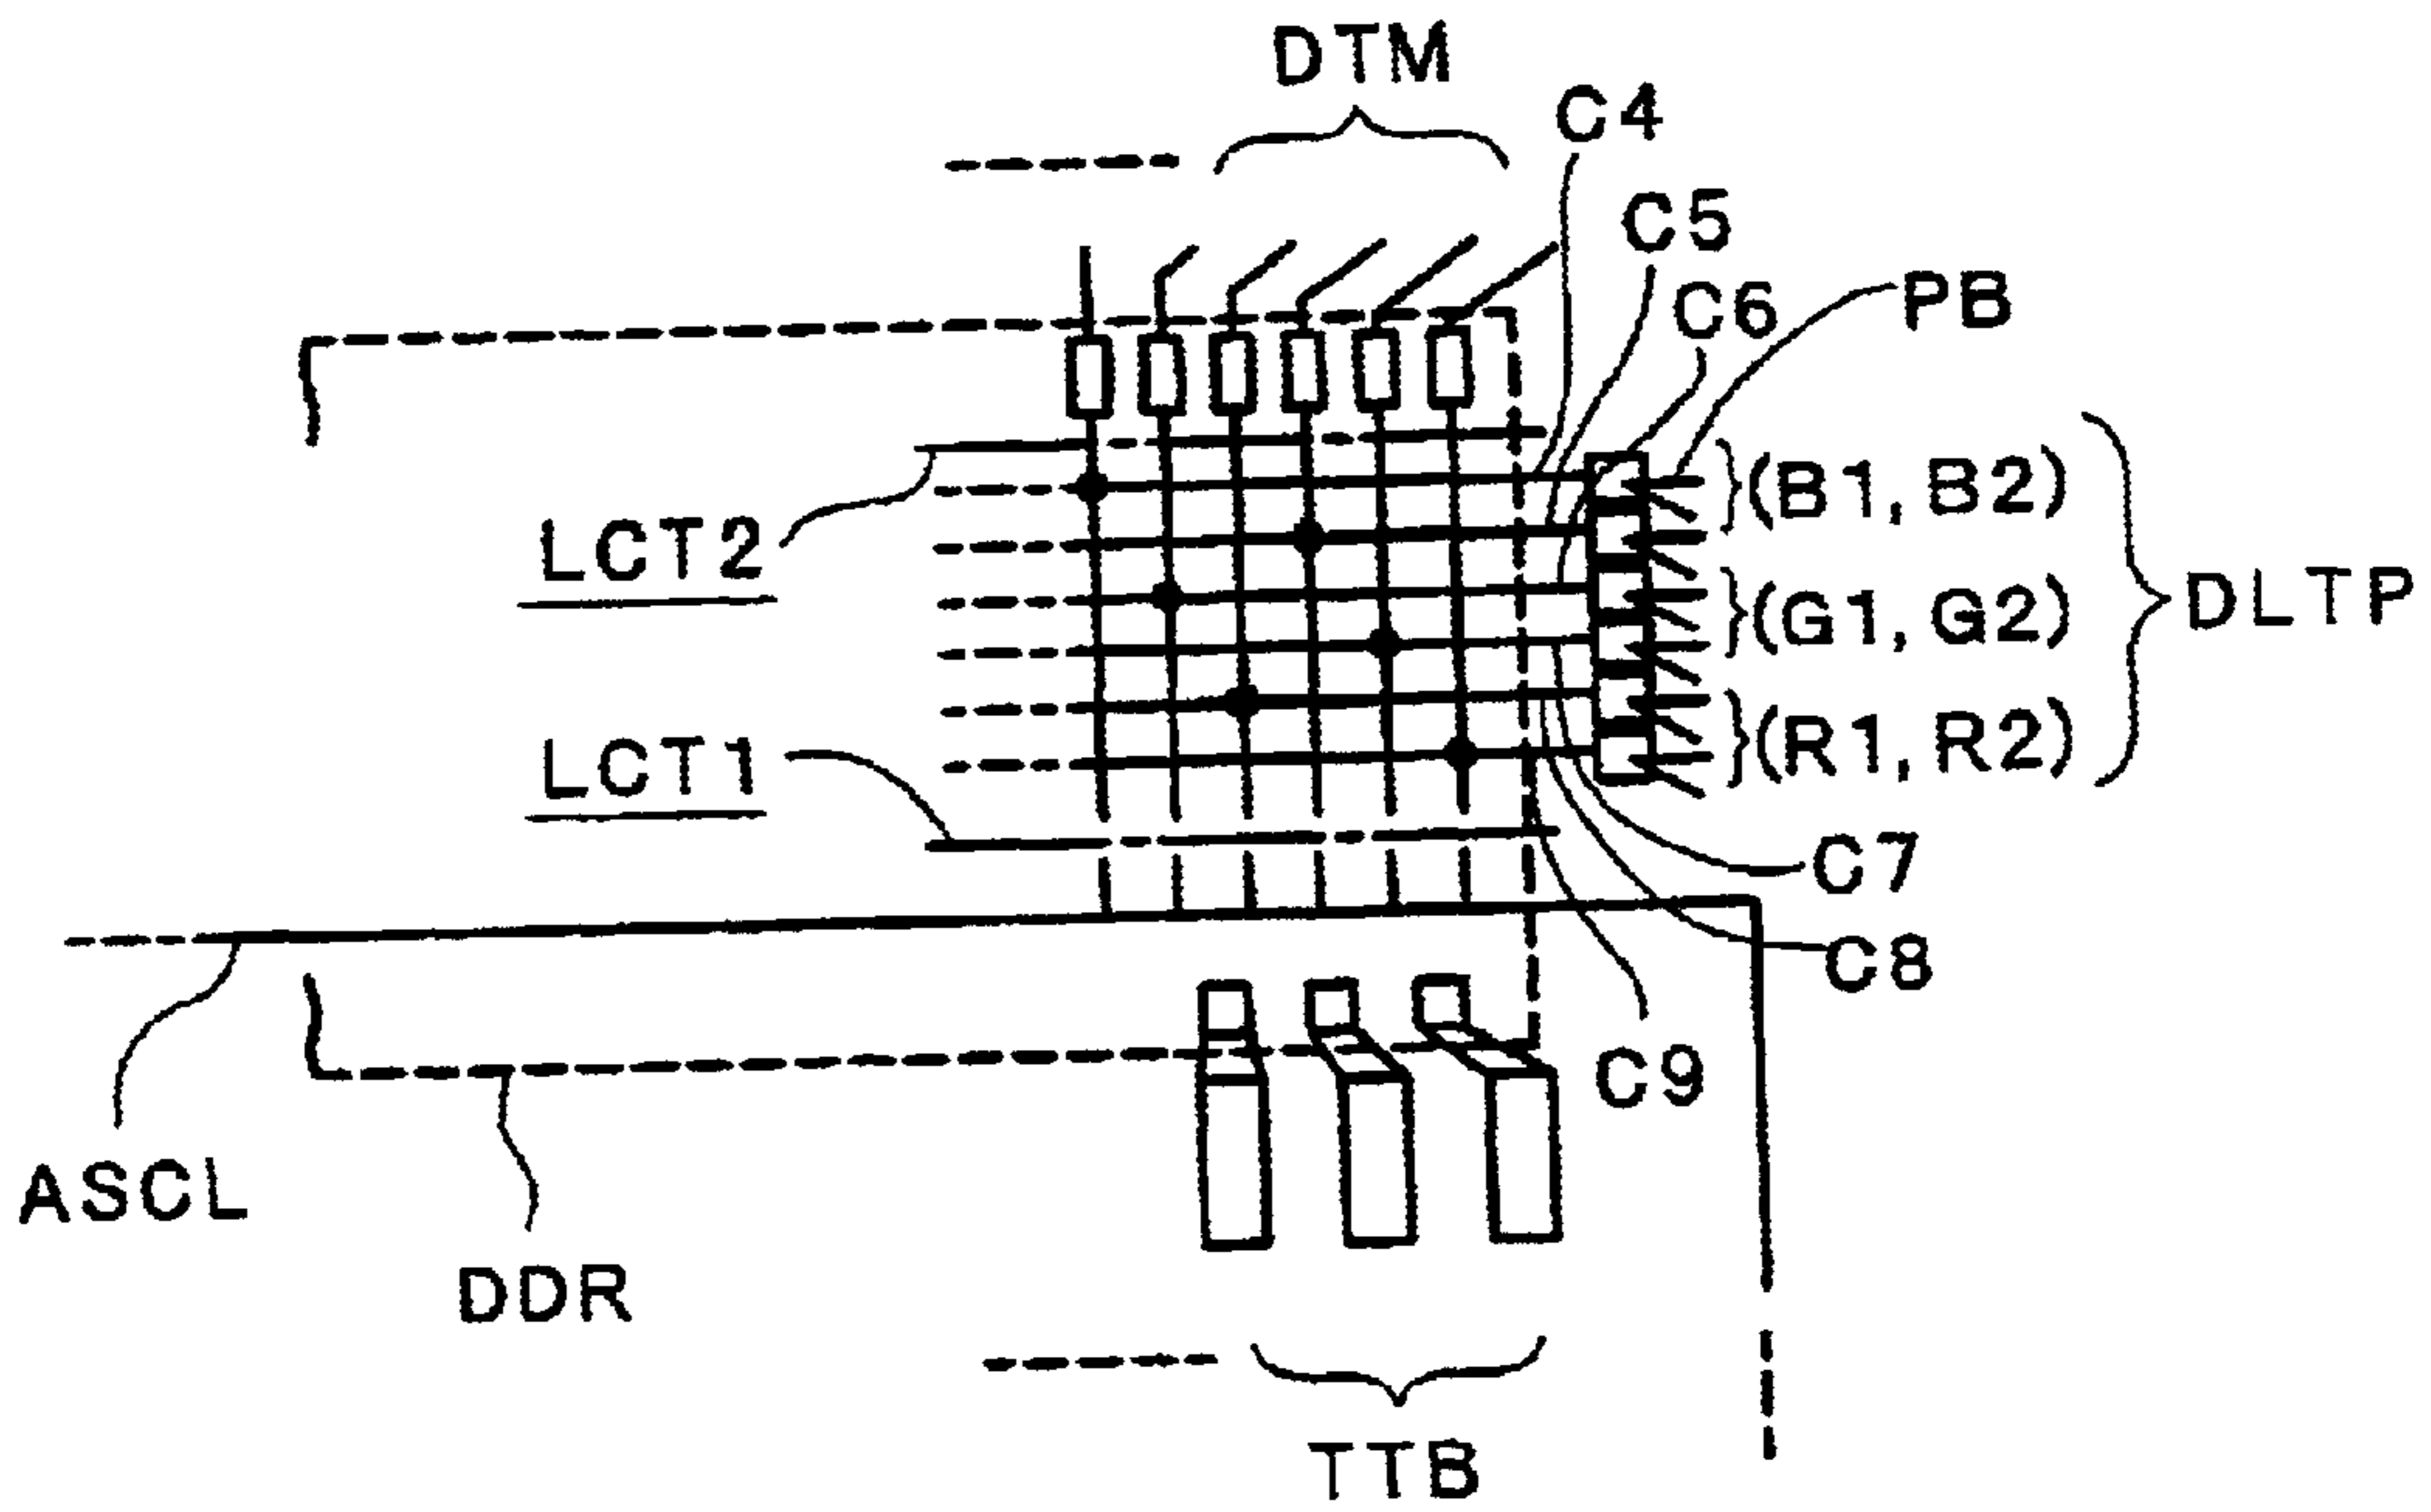 DTM
C4
C5
C6
PB
(B1, B2)
LCT2
(G1, G2)
DLTP
(R1, R2)
LCT1
C7
C8
C9
ASCL
DDR
TTB